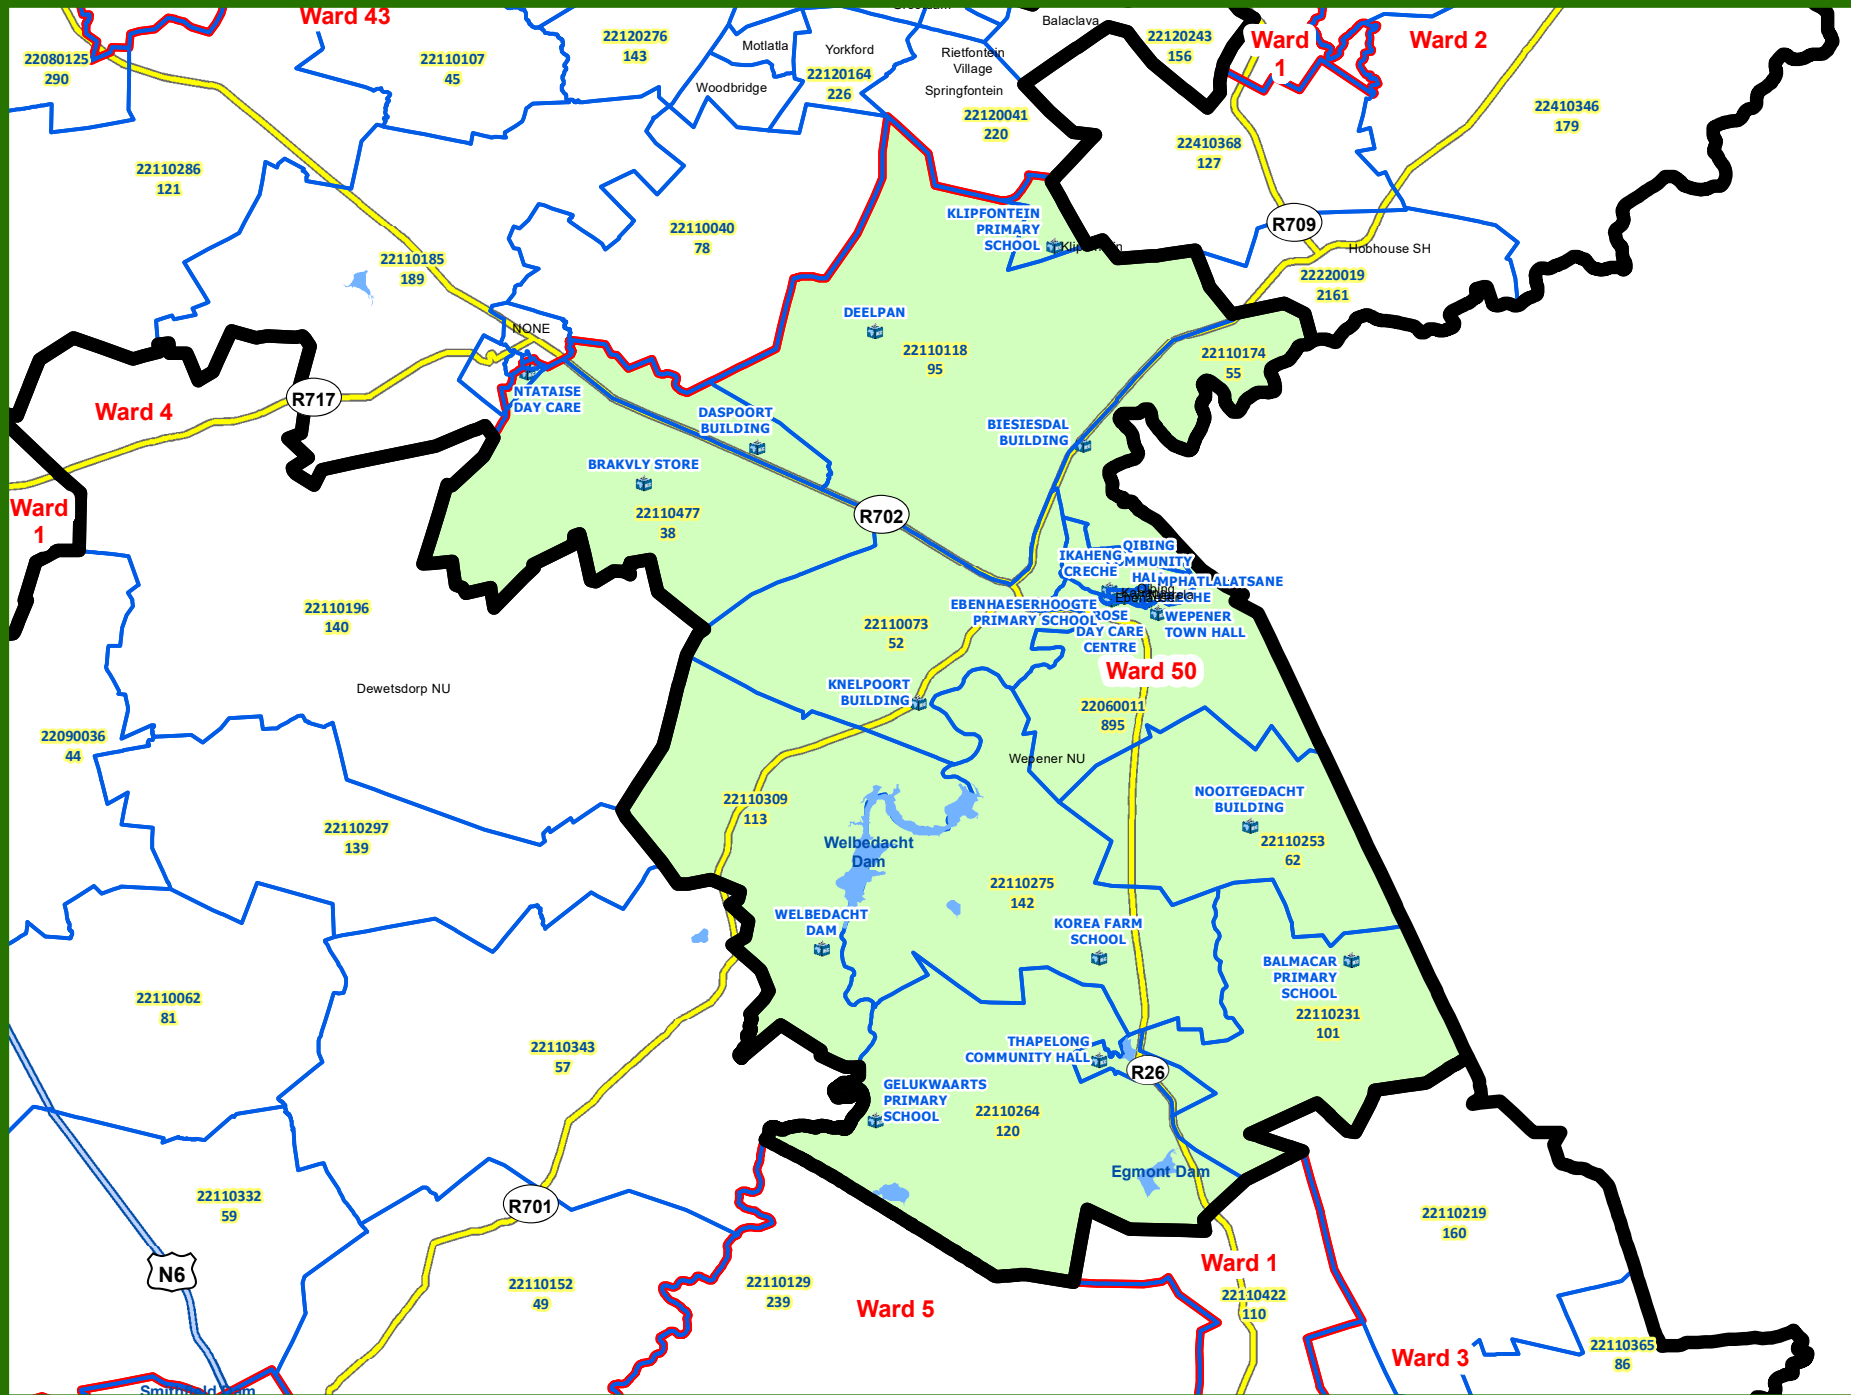 Ward 43
Balaclava
22080125
290
22110107
45
22120276
143
Motlatla
Yorkford
22120164
226
Woodbridge
Rietfontein
Village
Springfontein
22120041
220
22120243
156
Ward
1
Ward 2
22410346
179
22410368
127
22110286
121
22110185
189
22110040
78
KLIPFONTEIN
PRIMARY
SCHOOL
R709
Hobhouse SH
22220019
2161
NONE
DEELPAN
22110118
95
22110174
55
R717
Ward 4
NTATAISE
DAY CARE
DASPOORT
BUILDING
BIESIESDAL
BUILDING
BRAKVLY STORE
22110477
38
R702
Ward
1
IKAHENG
CRECHE
QIBING
MPHATLALATSANE
EBENHAESERHOOGTE
PRIMARY SCHOOL
ROSE
DAY CARE
CENTRE
WEPENER
TOWN HALL
22110196
140
22110073
52
Ward 50
Dewetsdorp NU
KNELPOORT
BUILDING
22060011
895
22090036
44
Wepener NU
22110309
113
NOOITGEDACHT
BUILDING
22110253
62
22110297
139
Welbedacht
Dam
22110275
142
WELBEDACHT
DAM
KOREA FARM
SCHOOL
BALMACAR
PRIMARY
SCHOOL
22110231
101
22110062
81
22110343
57
THAPELONG
COMMUNITY HALL
R26
GELUKWAARTS
PRIMARY
SCHOOL
22110264
120
Egmont Dam
22110332
59
R701
22110219
160
N6
22110152
49
22110129
239
Ward 5
Ward 1
22110422
110
Ward 3
22110365
86
Smithfield Dam